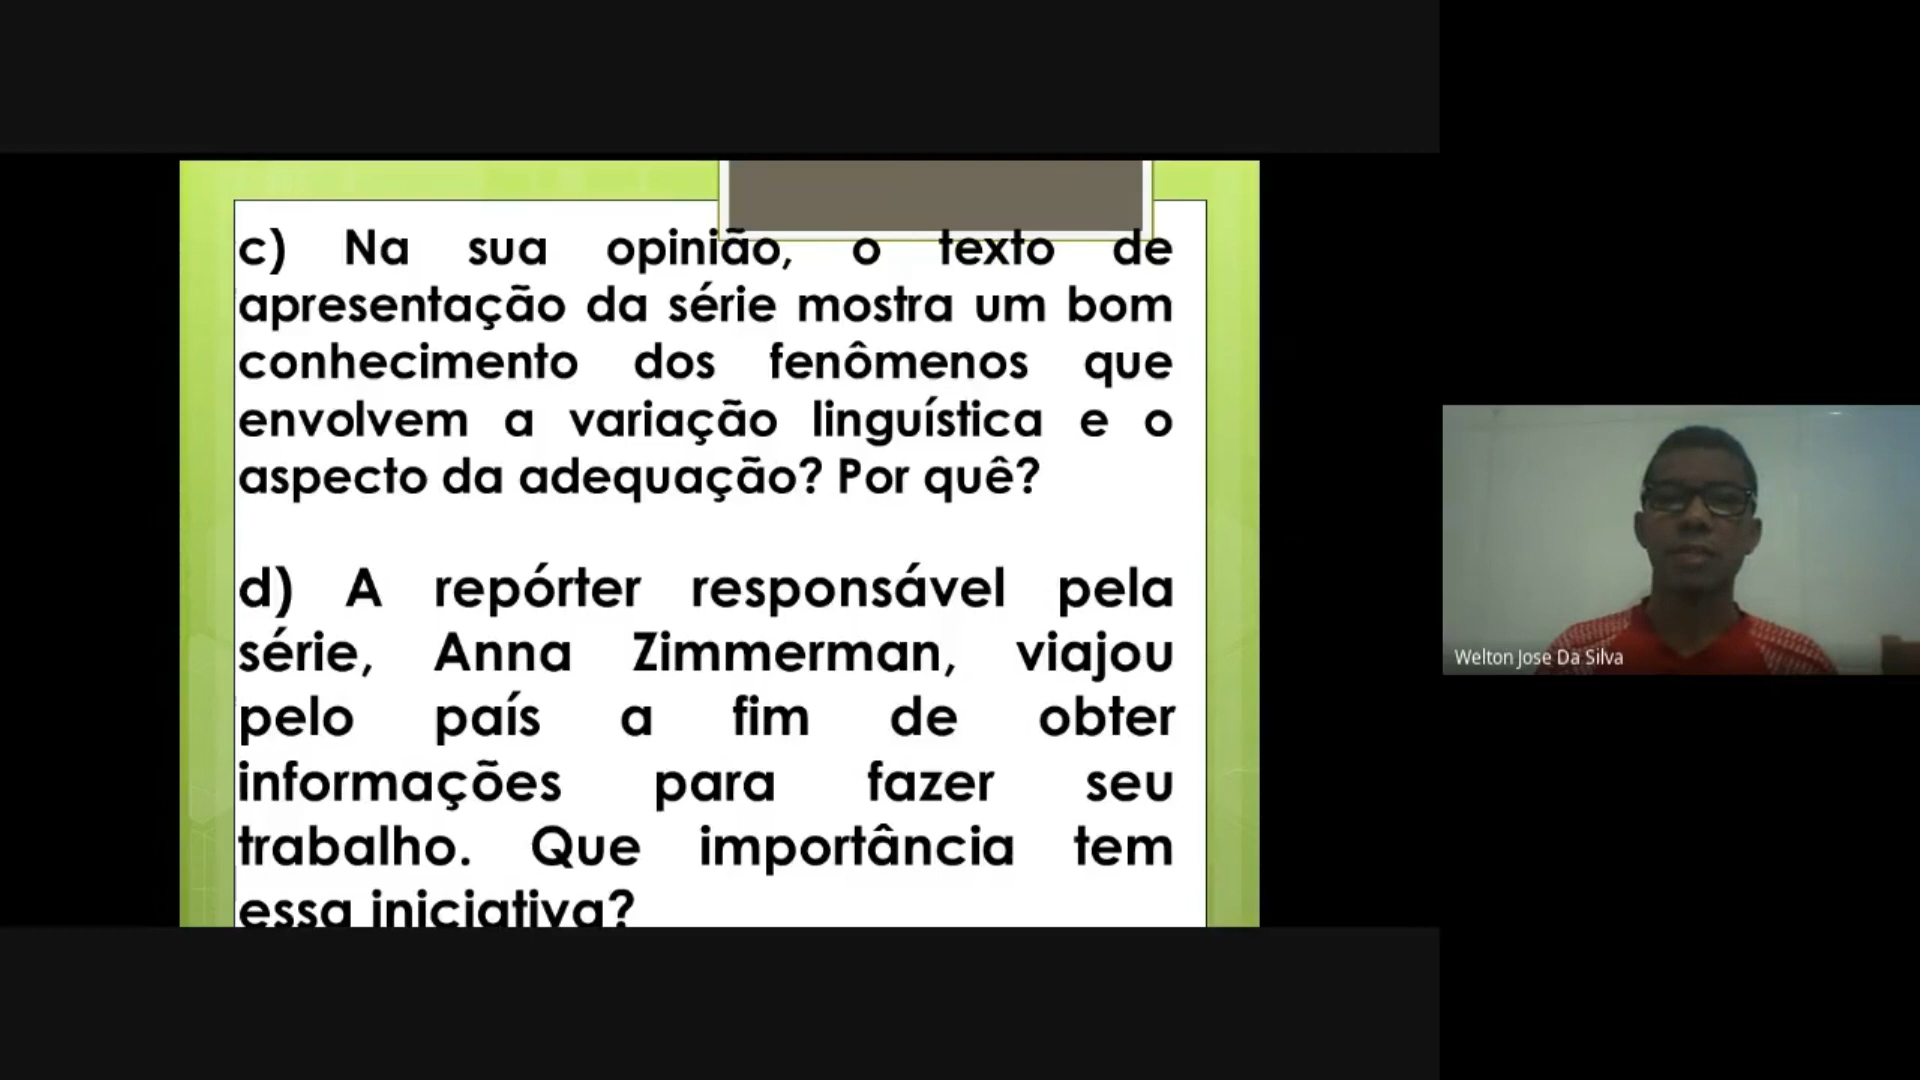 c) Na sua opinião, o texto de
apresentação da série mostra um bom
conhecimento dos fenômenos que
envolvem a variação linguística e o
aspecto da adequação? Por quê?
d) A repórter responsável pela
série, Anna Zimmerman, viajou
pelo país a fim de obter
informações para fazer seu
trabalho. Que importância tem
essa iniciativa?
Welton Jose Da Silva